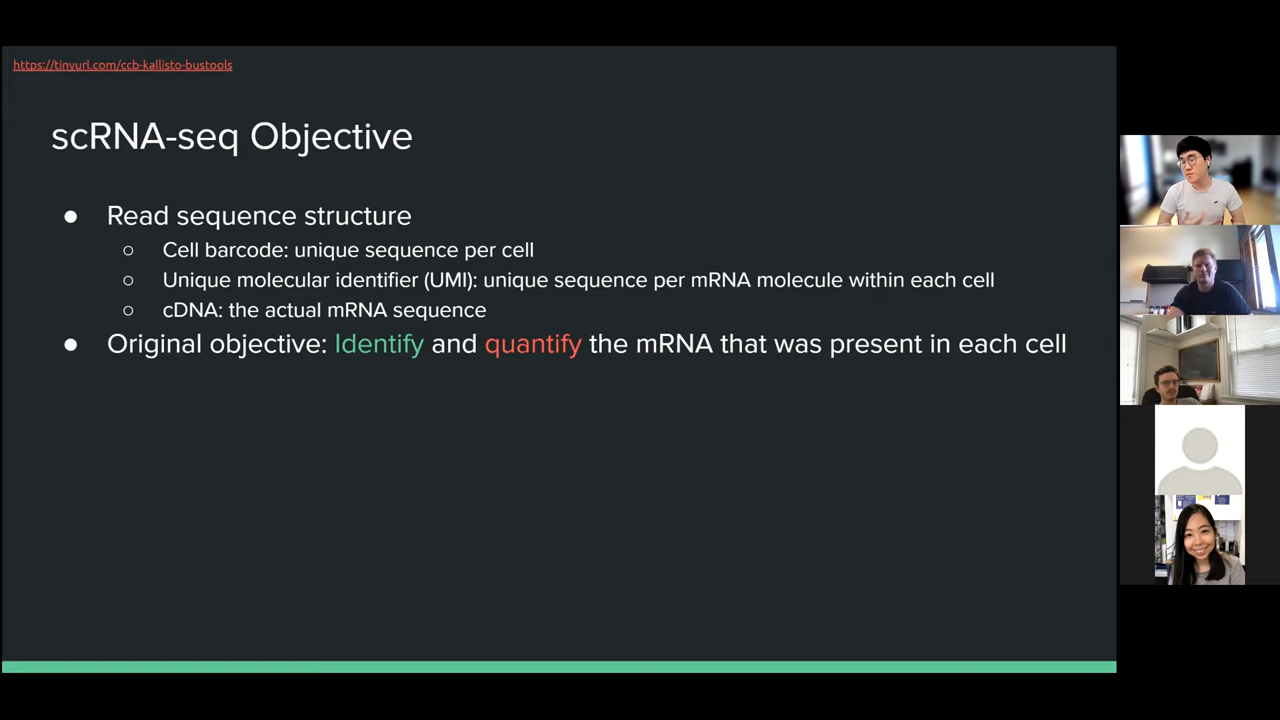 https://tinyurl.com/ccb-kallisto-bustools
scRNA-seq Objective
● Read sequence structure
○ Cell barcode: unique sequence per cell
○ Unique molecular identifier (UMI): unique sequence per mRNA molecule within each cell
○ cDNA: the actual mRNA sequence
● Original objective: Identify and quantify the mRNA that was present in each cell